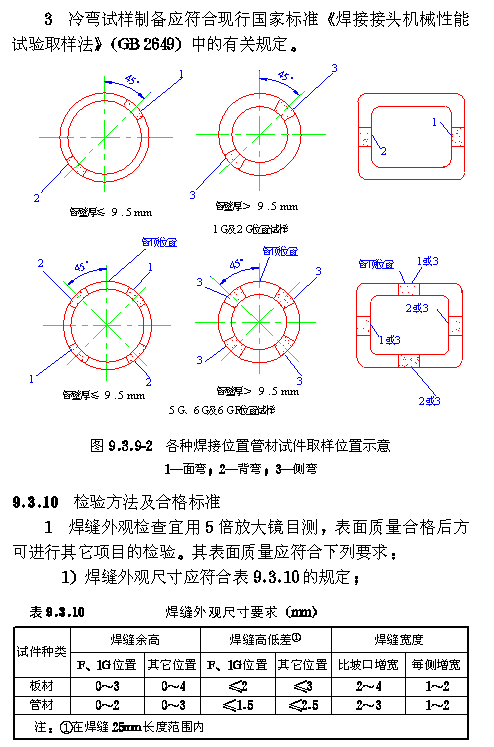 3 冷弯试样制备应符合现行国家标准《焊接接头机械性能
试验取样法》(GB 2649) 中的有关规定。
45° 1
2
管壁厚≤ 9.5mm
45° 3
3
管壁厚> 9.5mm
1
2
1G及2G位置试样
管顶位置
45°
2 1
1 2
管壁厚≤ 9.5mm
管顶位置
45°
3 3
3 3
管壁厚> 9.5mm
管顶位置 1或3
2或3
1或3
2或3
5G、6G及6GR位置试样
图 9.3.9-2 各种焊接位置管材试件取样位置示意
1—面弯；2—背弯；3—侧弯
9.3.10 检验方法及合格标准
1 焊缝外观检查宜用5倍放大镜目测，表面质量合格后方
可进行其它项目的检验。其表面质量应符合下列要求：
1) 焊缝外观尺寸应符合表9.3.10的规定；
表 9.3.10 焊缝外观尺寸要求 (mm)
试件种类 焊缝余高 焊缝高低差① 焊缝宽度
F、1G位置 其它位置 F、1G位置 其它位置 比坡口增宽 每侧增宽
板材 0～3 0～4 ≤2 ≤3 2～4 1～2
管材 0～2 0～3 ≤1.5 ≤2.5 2～3 1～2
注：①在焊缝25mm长度范围内